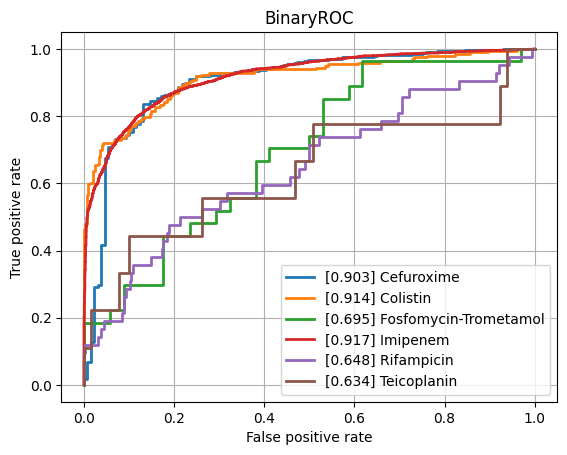 BinaryROC
True positive rate
1.0
0.8
0.6
0.4
0.2
0.0
[0.903] Cefuroxime
[0.914] Colistin
[0.695] Fosfomycin-Trometamol
[0.917] Imipenem
[0.648] Rifampicin
[0.634] Teicoplanin
0.0 0.2 0.4 0.6 0.8 1.0
False positive rate